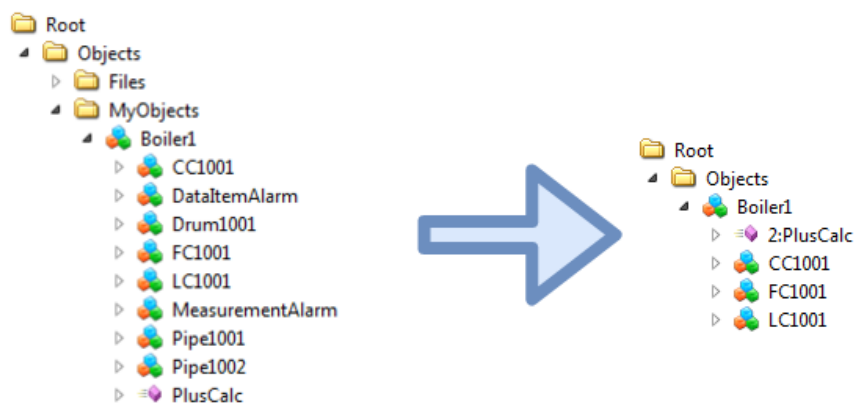 Root
Objects
Files
MyObjects
Boiler1
CC1001
DataItemAlarm
Drum1001
FC1001
LC1001
MeasurementAlarm
Pipe1001
Pipe1002
PlusCalc
Root
Objects
Boiler1
2:PlusCalc
CC1001
FC1001
LC1001